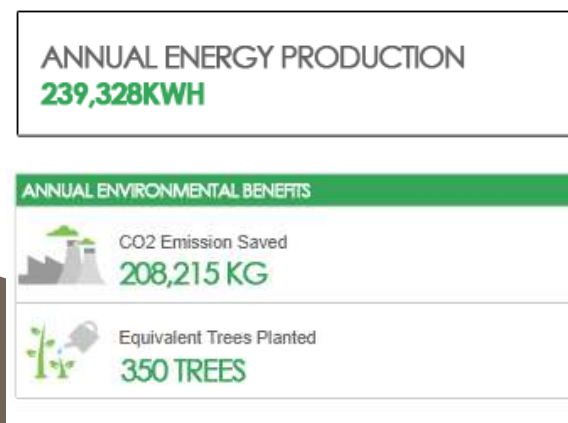 ANNUAL ENERGY PRODUCTION
239,328KWH
ANNUAL ENVIRONMENTAL BENEFITS
CO2 Emission Saved
208,215 KG
Equivalent Trees Planted
350 TREES